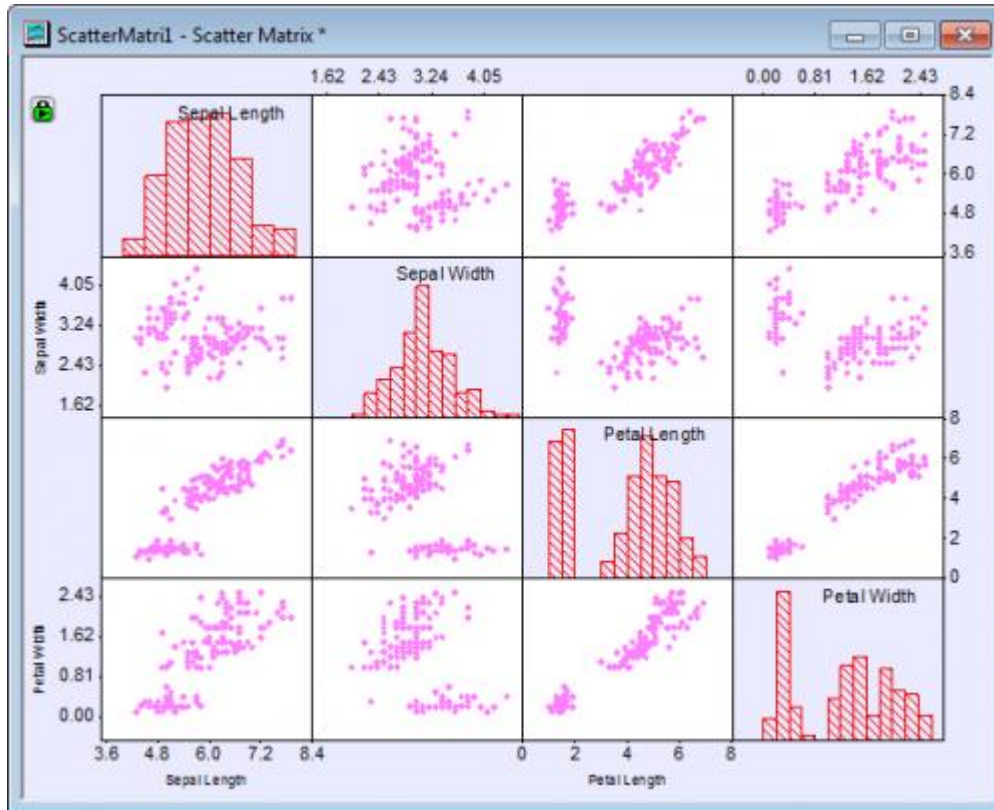 ScatterMatri1 - Scatter Matrix *
1.62 2.43 3.24 4.05
0.00 0.81 1.62 2.43
Sepal Length
8.4
7.2
6.0
4.8
3.6
Sepal Width
4.05
3.24
2.43
1.62
Sepal Width
Petal Length
8
6
4
2
0
Petal Width
2.43
1.62
0.81
0.00
Petal Width
3.6 4.8 6.0 7.2 8.4
0 2 4 6 8
Sepal Length
Petal Length